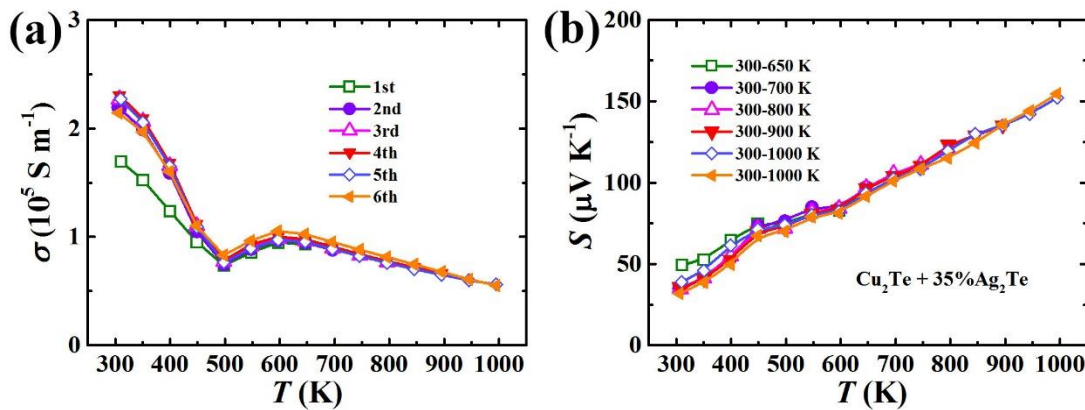 (a)
σ (10⁵ S m⁻¹)
3
2
1
0
1st
2nd
3rd
4th
5th
6th
300 400 500 600 700 800 900 1000
T (K)
(b)
S (μV K⁻¹)
200
150
100
50
0
300-650 K
300-700 K
300-800 K
300-900 K
300-1000 K
300-1000 K
Cu₂Te + 35%Ag₂Te
300 400 500 600 700 800 900 1000
T (K)